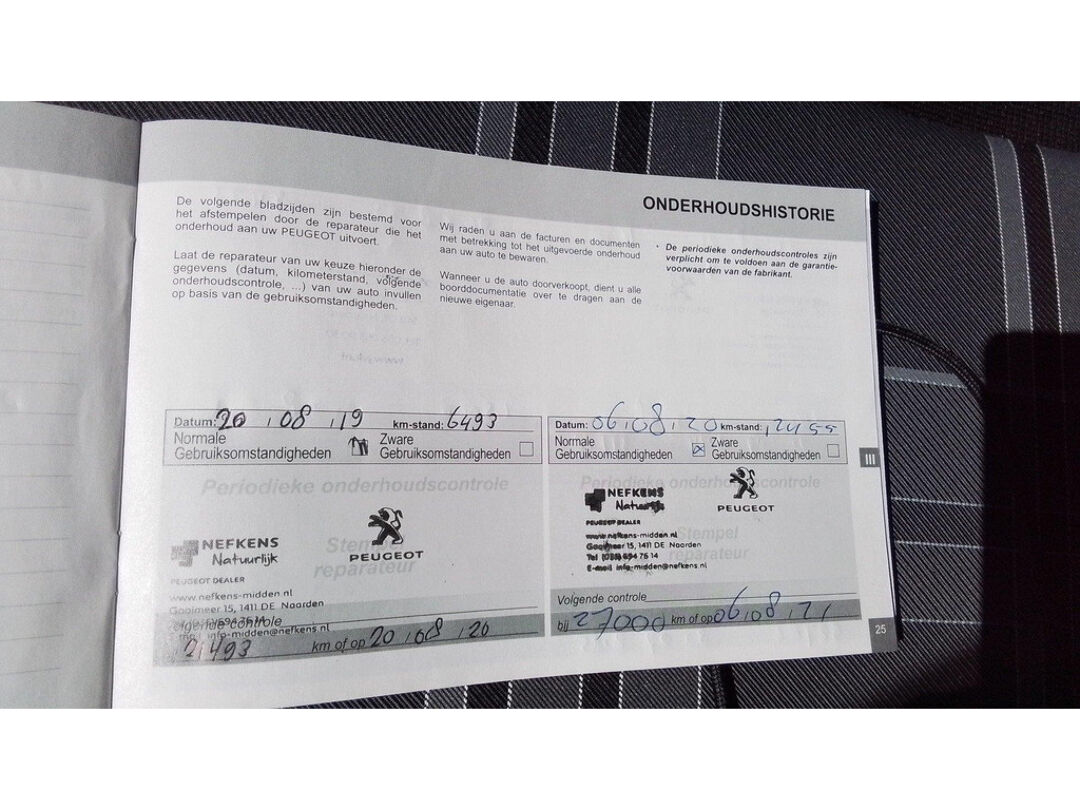 ONDERHOUDSHISTORIE
De volgende bladzijden zijn bestemd voor
het afstempelen door de reparateur die het
onderhoud aan uw PEUGEOT uitvoert.
Laat de reparateur van uw keuze hieronder de
gegevens (datum, kilometerstand, volgende
onderhoudscontrole, ...) van uw auto invullen
op basis van de gebruiksomstandigheden.
Wij raden u aan de facturen en documenten
met betrekking tot het uitgevoerde onderhoud
aan uw auto te bewaren.
Wanneer u de auto doorverkoopt, dient u alle
boorddocumentatie over te dragen aan de
nieuwe eigenaar.
• De periodieke onderhoudscontroles zijn
verplicht om te voldoen aan de garantie-
voorwaarden van de fabrikant.
Datum: 20 / 08 / 19 km-stand: 6493
Normale
Gebruiksomstandigheden
Zware
Gebruiksomstandigheden
Periodieke onderhoudscontrole
NEFKENS
Natuurlijk
PEUGEOT
Stempel
reparateur
PEUGEOT DEALER
www.nefkens-midden.nl
Gooimeer 15, 1411 DE Naarden
info-midden@nefkens.nl
21493 km of op 20 / 08 / 20
Datum: 06 / 08 / 20 km-stand: 12455
Normale
Gebruiksomstandigheden
Zware
Gebruiksomstandigheden
Periodieke onderhoudscontrole
NEFKENS
Natuurlijk
PEUGEOT
PEUGEOT DEALER
www.nefkens-midden.nl
Gooimeer 15, 1411 DE Naarden
Tel (035) 694 76 14
E-mail info-midden@nefkens.nl
Stempel
reparateur
Volgende controle
bij 27000 km of op 06 / 08 / 21
III
25